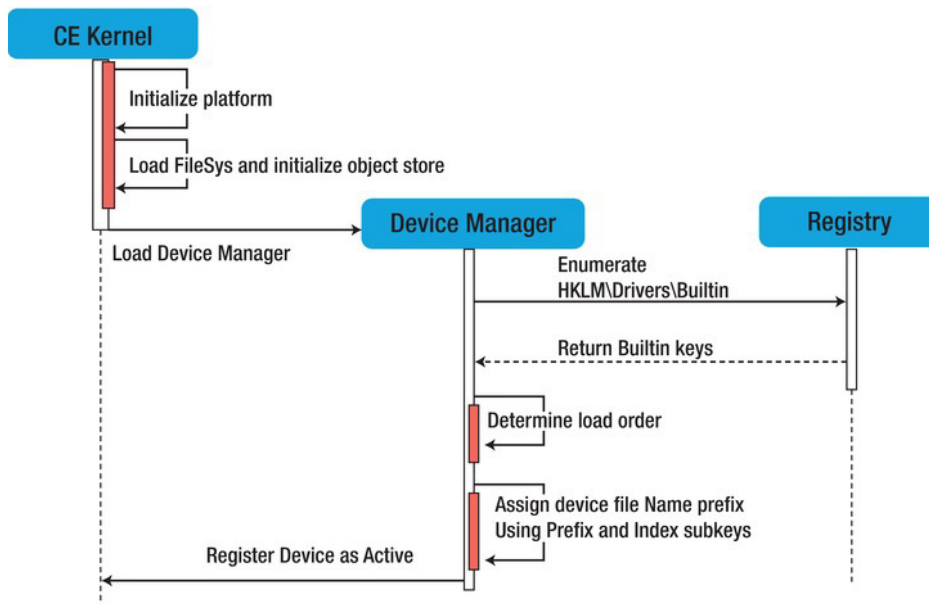 CE Kernel
Initialize platform
Load FileSys and initialize object store
Load Device Manager
Device Manager
Registry
Enumerate
HKLM\Drivers\Builtin
Return Builtin keys
Determine load order
Assign device file Name prefix
Using Prefix and Index subkeys
Register Device as Active